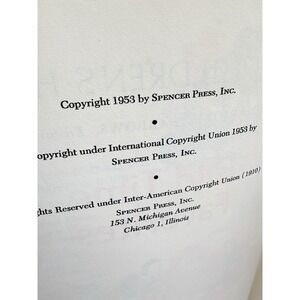 Copyright 1953 by SPENCER PRESS, INC.
•
opyright under International Copyright Union 1953 by
SPENCER PRESS, INC.
•
ghts Reserved under Inter-American Copyright Union (1910)
SPENCER PRESS, INC.
153 N. Michigan Avenue
Chicago 1, Illinois